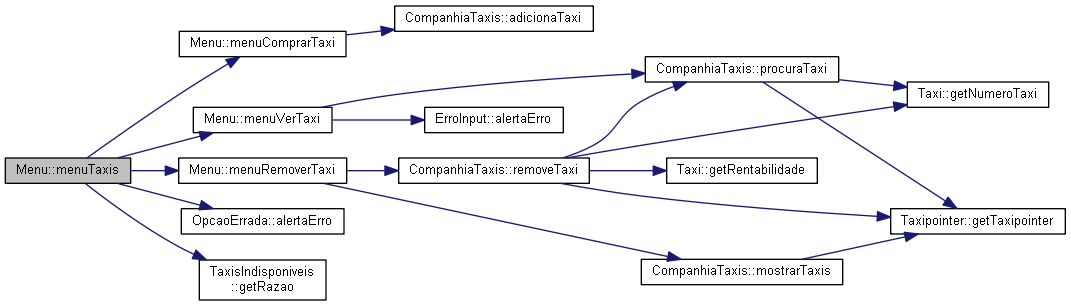 Menu::menuTaxis
Menu::menuComprarTaxi
CompanhiaTaxis::adicionaTaxi
Menu::menuVerTaxi
ErroInput::alertaErro
CompanhiaTaxis::procuraTaxi
Taxi::getNumeroTaxi
Menu::menuRemoverTaxi
CompanhiaTaxis::removeTaxi
Taxi::getRentabilidade
OpcaoErrada::alertaErro
Taxipointer::getTaxipointer
TaxisIndisponiveis
::getRazao
CompanhiaTaxis::mostrarTaxis